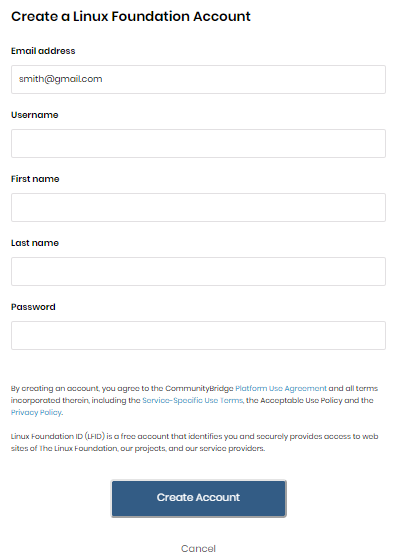 Create a Linux Foundation Account
Email address
smith@gmail.com
Username
First name
Last name
Password
By creating an account, you agree to the CommunityBridge Platform Use Agreement and all terms
incorporated therein, including the Service-Specific Use Terms, the Acceptable Use Policy and the
Privacy Policy.
Linux Foundation ID (LFID) is a free account that identifies you and securely provides access to web
sites of The Linux Foundation, our projects, and our service providers.
Create Account
Cancel